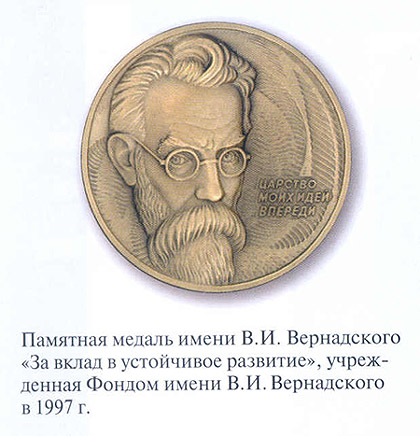 ЦАРСТВО
МОИХ ИДЕЙ
ВПЕРЕДИ
Памятная медаль имени В.И. Вернадского
«За вклад в устойчивое развитие», учреж-
денная Фондом имени В.И. Вернадского
в 1997 г.